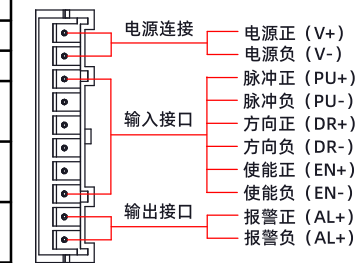 电源连接
电源正（V+）
电源负（V-）
输入接口
脉冲正（PU+）
脉冲负（PU-）
方向正（DR+）
方向负（DR-）
使能正（EN+）
使能负（EN-）
输出接口
报警正（AL+）
报警负（AL+）